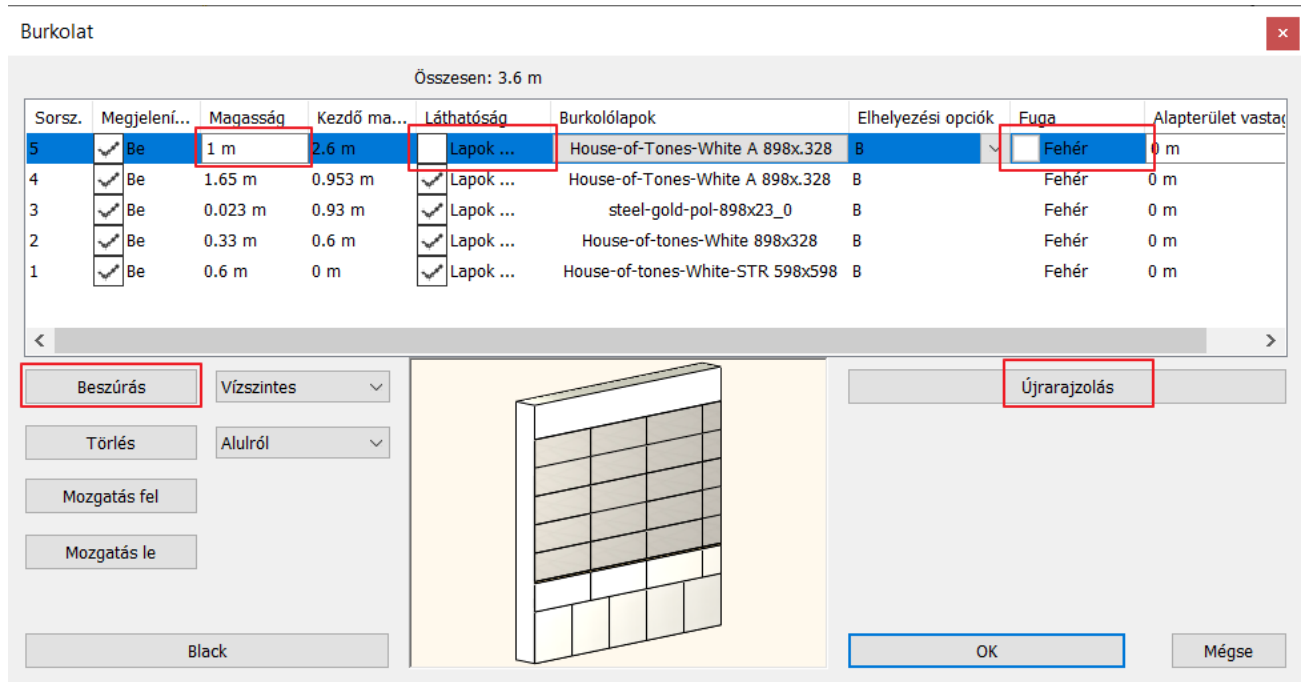 Burkolat
Összesen: 3.6 m
Sorsz. Megjelení... Magasság Kezdő ma... Láthatóság Burkolólapok Elhelyezési opciók Fuga Alapterület vastag
5 Be 1 m 2.6 m Lapok ... House-of-Tones-White A 898x.328 B Fehér 0 m
4 Be 1.65 m 0.953 m Lapok ... House-of-Tones-White A 898x.328 B Fehér 0 m
3 Be 0.023 m 0.93 m Lapok ... steel-gold-pol-898x23_0 B Fehér 0 m
2 Be 0.33 m 0.6 m Lapok ... House-of-tones-White 898x328 B Fehér 0 m
1 Be 0.6 m 0 m Lapok ... House-of-tones-White-STR 598x598 B Fehér 0 m
Beszúrás Vízszintes Újrarajzolás
Törlés Alulról
Mozgatás fel
Mozgatás le
Black OK Mégse